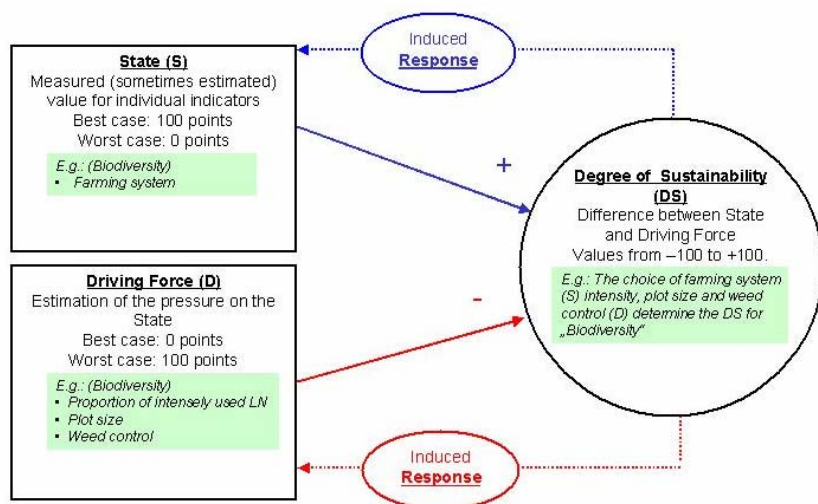 Induced
Response
State (S)
Measured (sometimes estimated)
value for individual indicators
Best case: 100 points
Worst case: 0 points
E.g.: (Biodiversity)
• Farming system
+
Degree of Sustainability
(DS)
Difference between State
and Driving Force
Values from –100 to +100.
E.g.: The choice of farming system
(S) intensity, plot size and weed
control (D) determine the DS for
„Biodiversity"
Driving Force (D)
Estimation of the pressure on the
State
Best case: 0 points
Worst case: 100 points
E.g.: (Biodiversity)
• Proportion of intensely used LN
• Plot size
• Weed control
-
Induced
Response